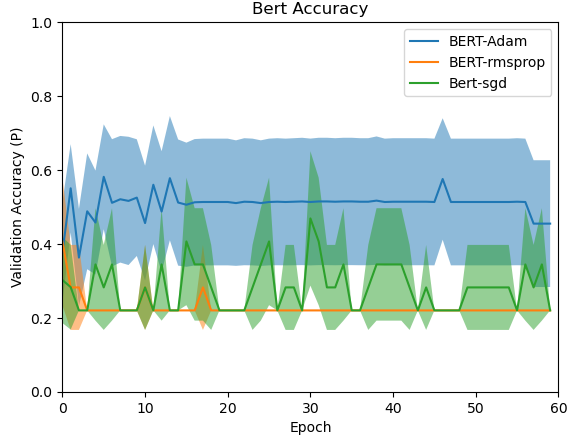 Bert Accuracy
BERT-Adam
BERT-rmsprop
Bert-sgd
Validation Accuracy (P)
1.0
0.8
0.6
0.4
0.2
0.0
0 10 20 30 40 50 60
Epoch